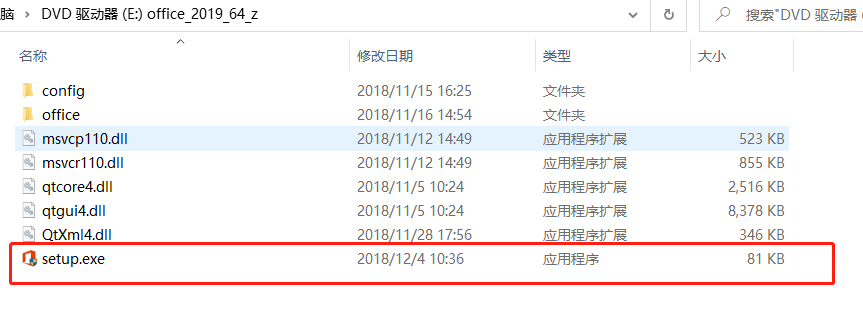 脑 › DVD 驱动器 (E:) office_2019_64_z 搜索"DVD 驱动器
名称 修改日期 类型 大小
config 2018/11/15 16:25 文件夹
office 2018/11/16 14:54 文件夹
msvcp110.dll 2018/11/12 14:49 应用程序扩展 523 KB
msvcr110.dll 2018/11/12 14:49 应用程序扩展 855 KB
qtcore4.dll 2018/11/5 10:24 应用程序扩展 2,516 KB
qtgui4.dll 2018/11/5 10:24 应用程序扩展 8,378 KB
QtXml4.dll 2018/11/28 17:56 应用程序扩展 346 KB
setup.exe 2018/12/4 10:36 应用程序 81 KB